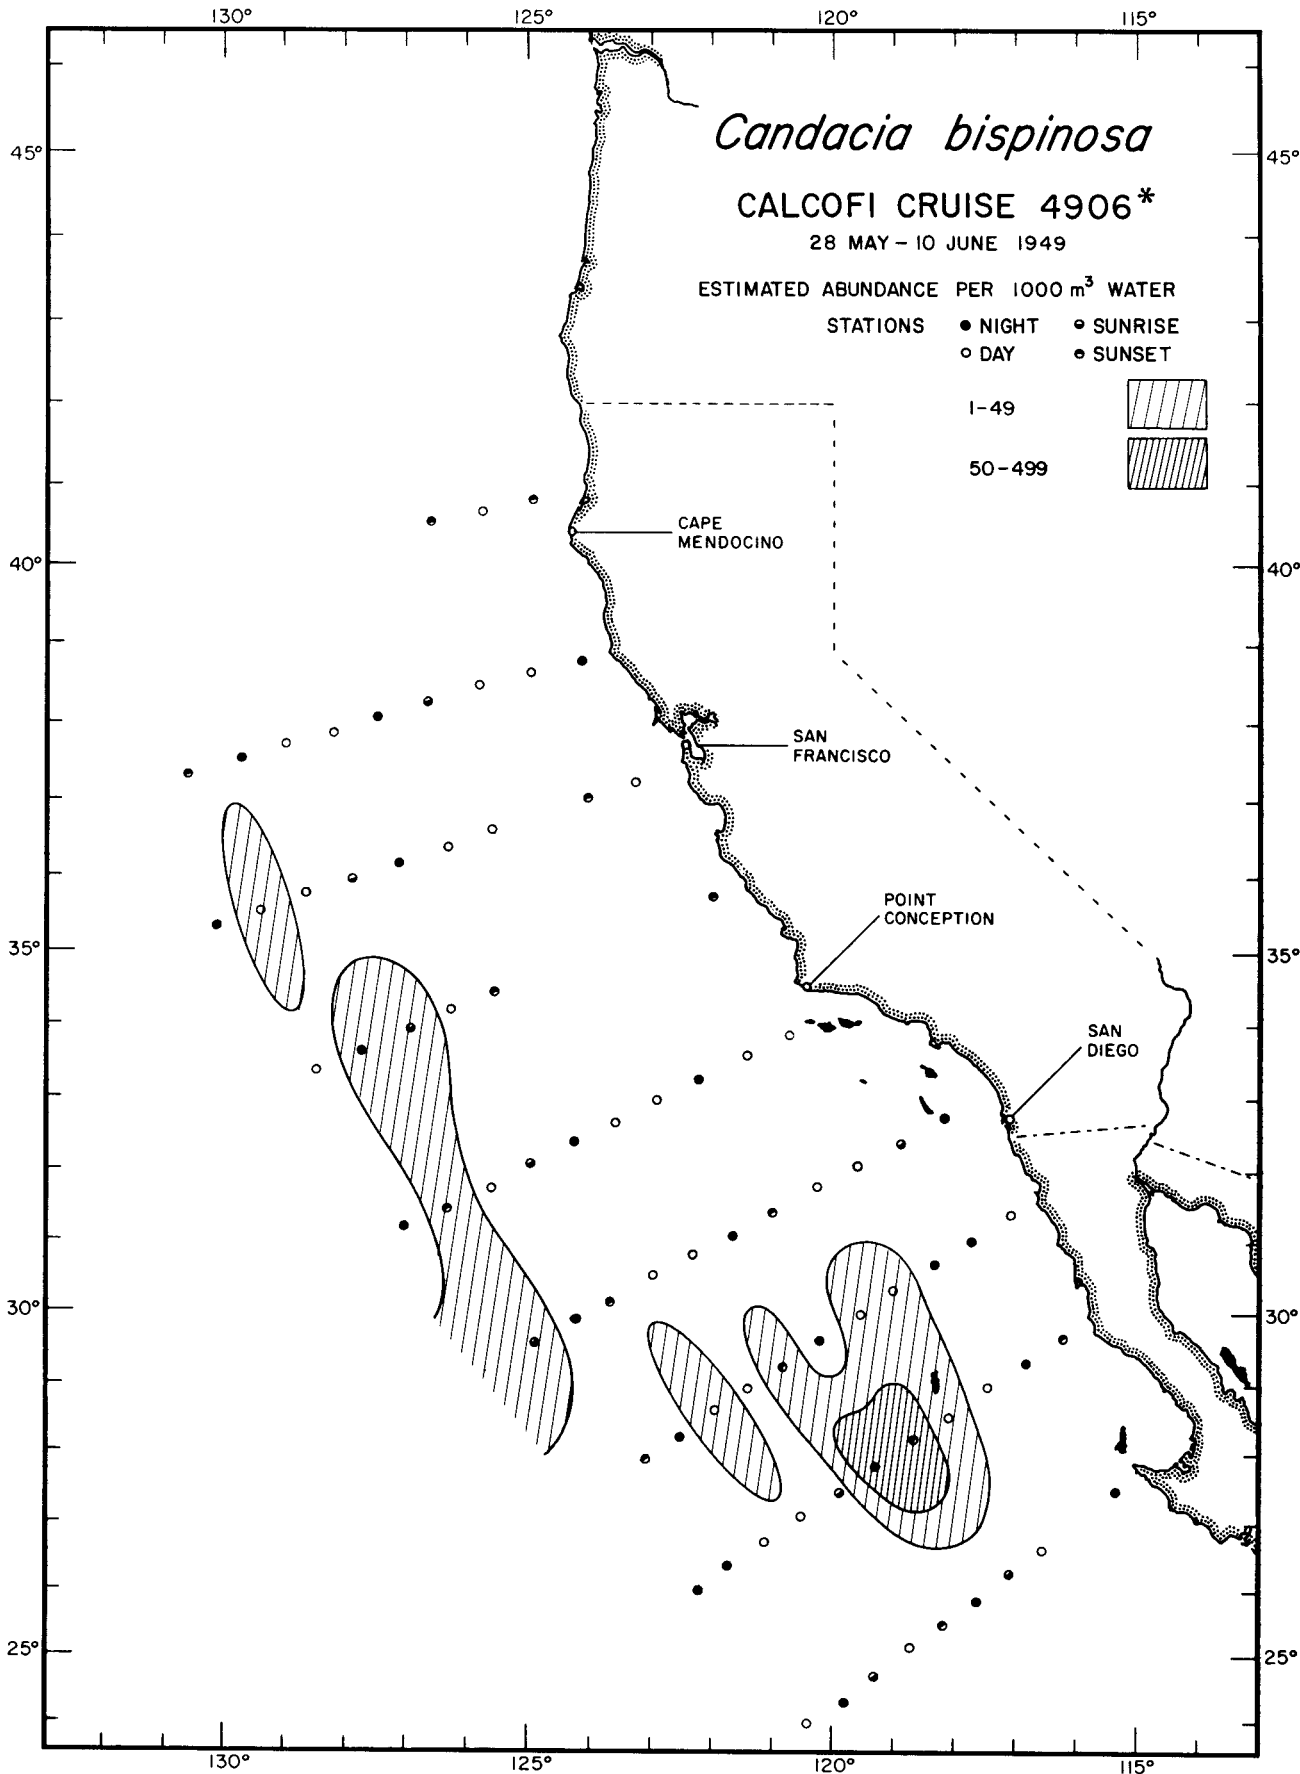 130° 125° 120° 115°
Candacia bispinosa
45° 45°
CALCOFI CRUISE 4906*
28 MAY – 10 JUNE 1949
ESTIMATED ABUNDANCE PER 1000 m³ WATER
STATIONS ● NIGHT ◒ SUNRISE
○ DAY ◓ SUNSET
1-49
50-499
CAPE
MENDOCINO
40° 40°
SAN
FRANCISCO
POINT
CONCEPTION
35° 35°
SAN
DIEGO
30° 30°
25° 25°
130° 125° 120° 115°